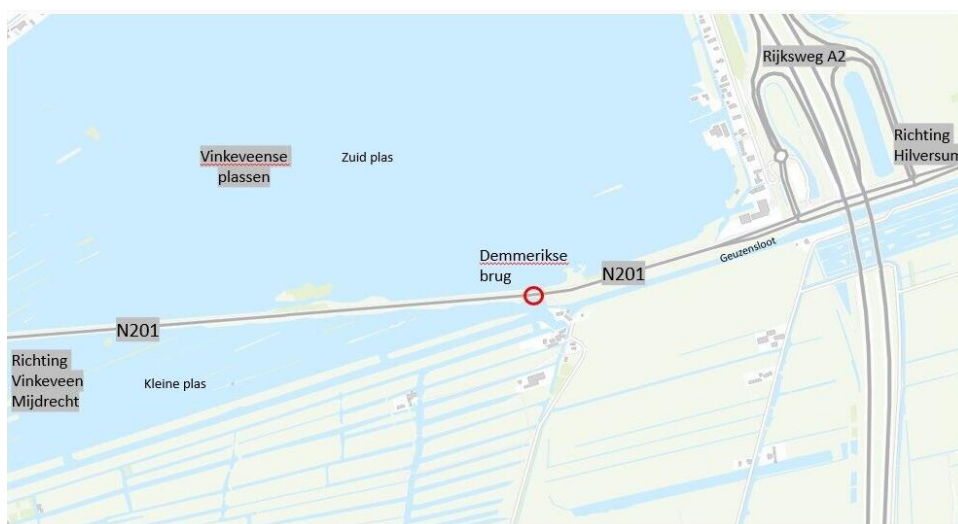 Rijksweg A2
Richting
Hilversum
Vinkeveense
plassen
Zuid plas
Demmerikse
brug
Geuzensloot
N201
N201
Richting
Vinkeveen
Mijdrecht
Kleine plas